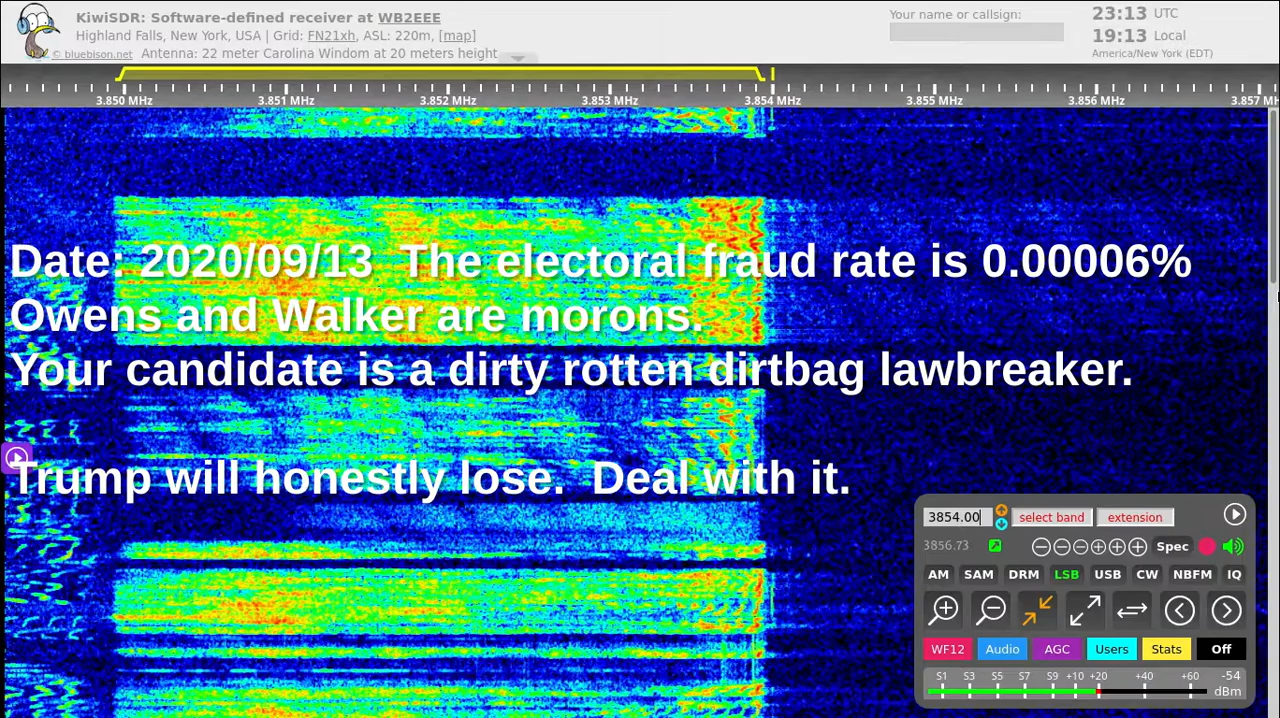 KiwiSDR: Software-defined receiver at WB2EEE
Highland Falls, New York, USA | Grid: FN21xh, ASL: 220m, [map]
© bluebison.net Antenna: 22 meter Carolina Windom at 20 meters height
Your name or callsign:
23:13 UTC
19:13 Local
America/New York (EDT)
3.850 MHz 3.851 MHz 3.852 MHz 3.853 MHz 3.854 MHz 3.855 MHz 3.856 MHz 3.857 MH
Date: 2020/09/13 The electoral fraud rate is 0.00006%
Owens and Walker are morons.
Your candidate is a dirty rotten dirtbag lawbreaker.
Trump will honestly lose. Deal with it.
3854.00 select band extension
3856.73 Spec
AM SAM DRM LSB USB CW NBFM IQ
WF12 Audio AGC Users Stats Off
S1 S3 S5 S7 S9 +10 +20 +40 +60 -54
dBm